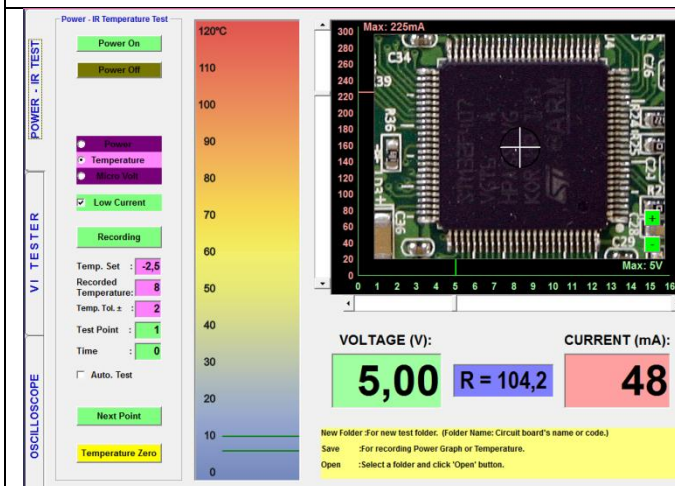 Power - IR Temperature Test
POWER - IR TEST
VI TESTER
OSCILLOSCOPE
Power On
Power Off
Power
Temperature
Micro Volt
Low Current
Recording
Temp. Set : -2,5
Recorded Temperature: 8
Temp. Tol. ± : 2
Test Point : 1
Time : 0
Auto. Test
Next Point
Temperature Zero
120°C
110
100
90
80
70
60
50
40
30
20
10
0
Max: 225mA
300
280
260
240
220
200
180
160
140
120
100
80
60
40
20
0
C34
39
R36
C36
C26
R24
R25
C29
ARM
ST
+
-
Max: 5V
0 1 2 3 4 5 6 7 8 9 10 11 12 13 14 15 16
VOLTAGE (V):
5,00
R = 104,2
CURRENT (mA):
48
New Folder :For new test folder. (Folder Name: Circuit board's name or code.)
Save :For recording Power Graph or Temperature.
Open :Select a folder and click 'Open' button.